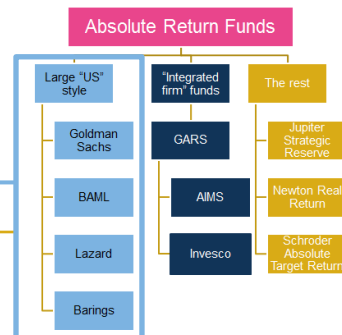 Absolute Return Funds
Large "US"
style
Goldman
Sachs
BAML
Lazard
Barings
"Integrated
firm" funds
GARS
AIMS
Invesco
The rest
Jupiter
Strategic
Reserve
Newton Real
Return
Schroder
Absolute
Target Return